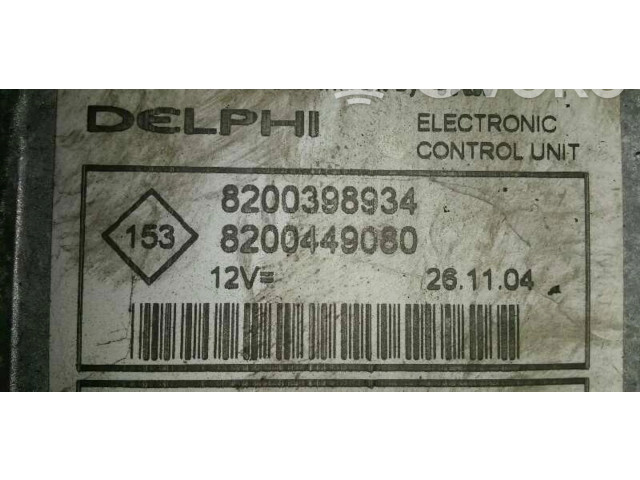 DELPHI
ELECTRONIC
CONTROL UNIT
8200398934
153
8200449080
12V=
26.11.04